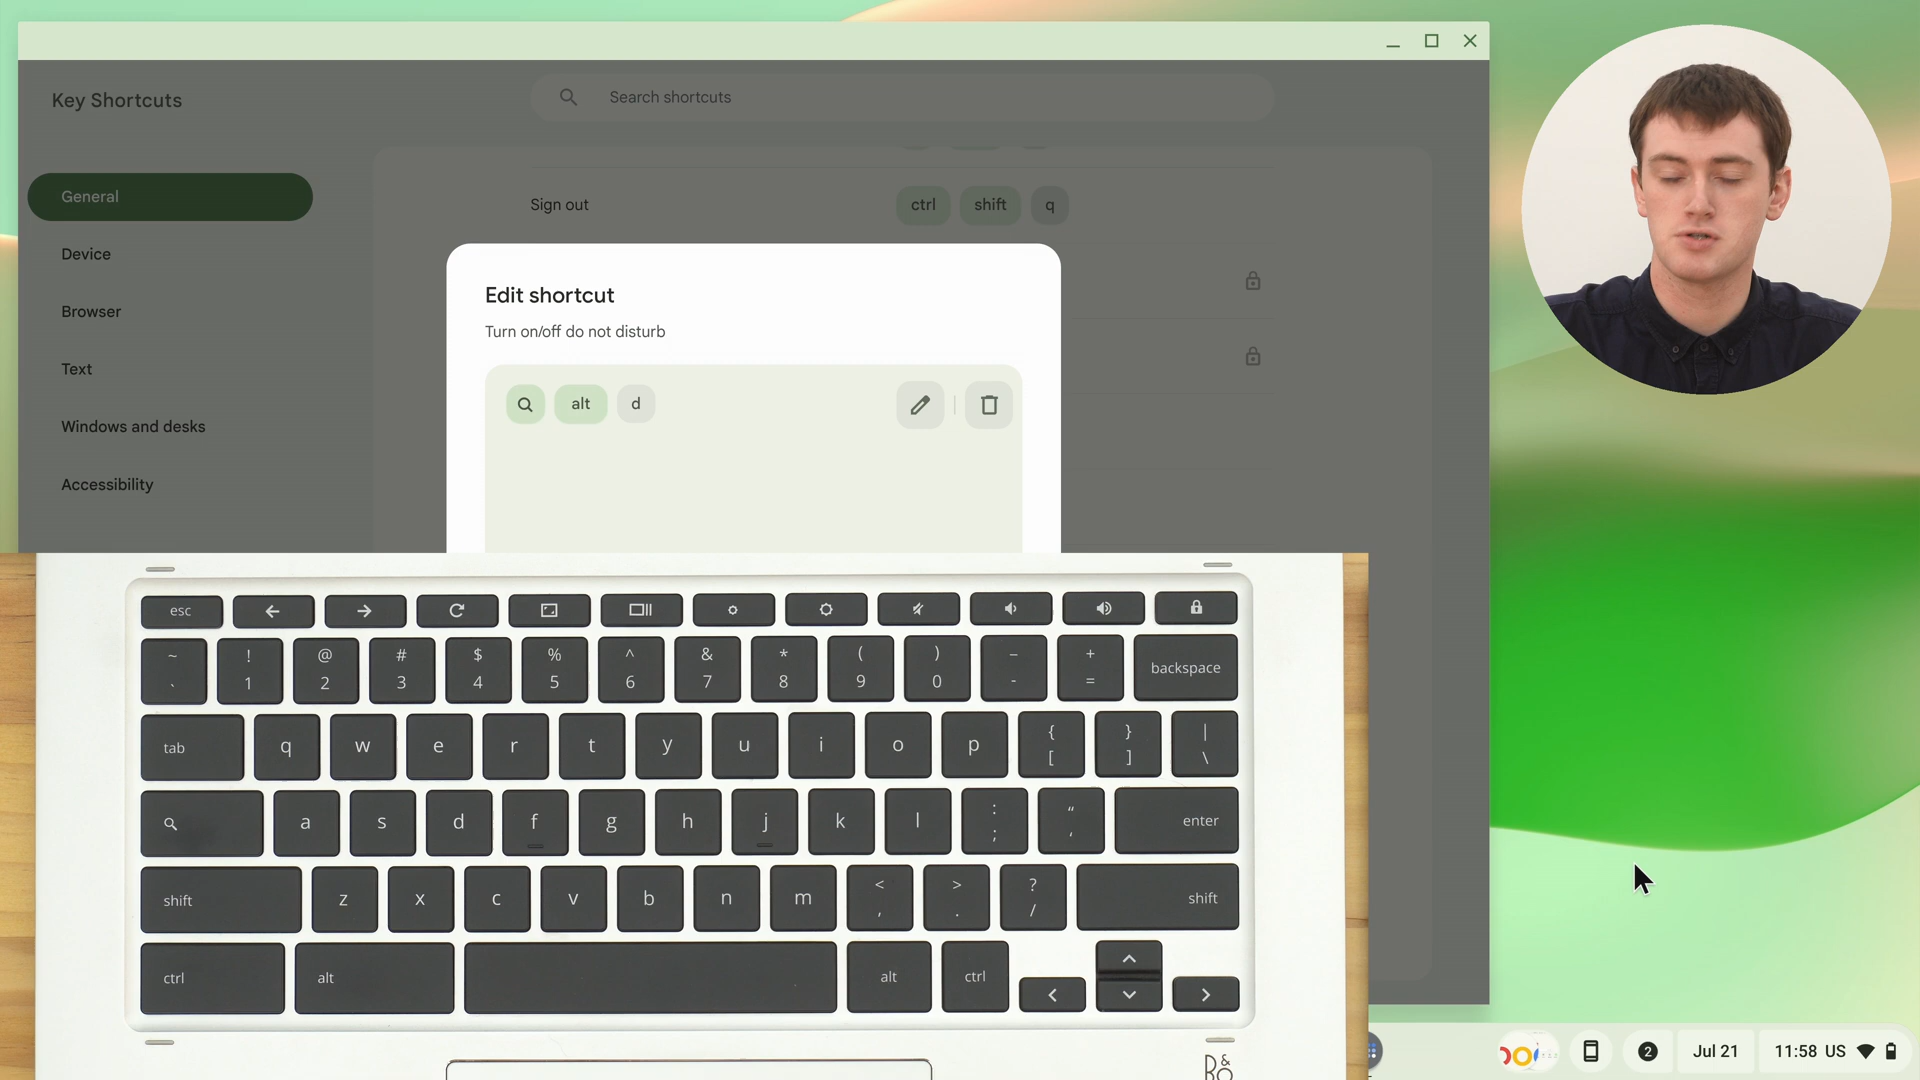 Key Shortcuts
Search shortcuts
General
Device
Browser
Text
Windows and desks
Accessibility
Sign out
ctrl shift q
Edit shortcut
Turn on/off do not disturb
alt d
esc
~ ! @ # $ % ^ & * ( ) – +
` 1 2 3 4 5 6 7 8 9 0 - = backspace
tab q w e r t y u i o p { [ } ] | \
a s d f g h j k l : ; “ ‘ enter
shift z x c v b n m < , > . ? / shift
ctrl alt alt ctrl
B&O
2
Jul 21
11:58 US